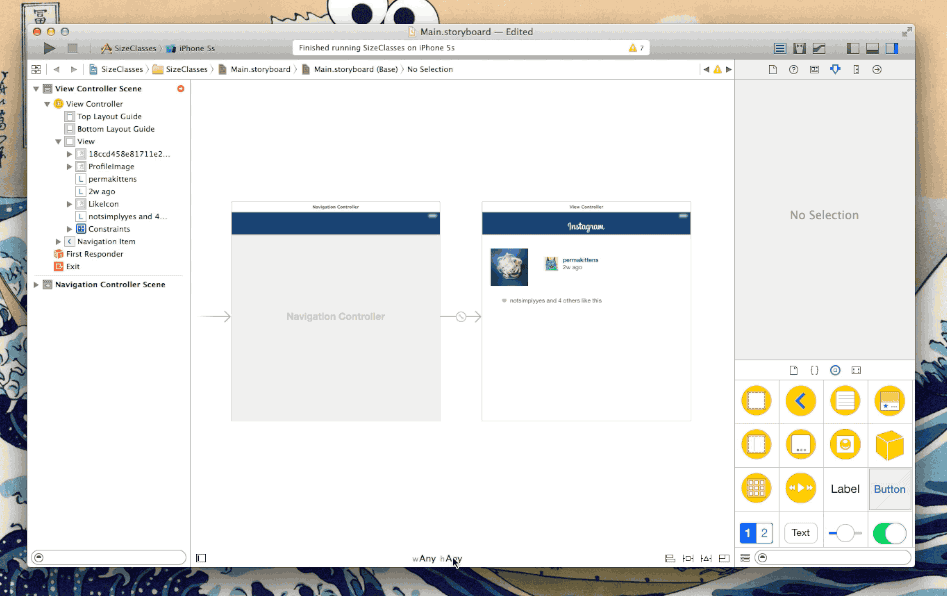 Main.storyboard — Edited
SizeClasses 〉 iPhone 5s
Finished running SizeClasses on iPhone 5s
7
SizeClasses 〉 SizeClasses 〉 Main.storyboard 〉 Main.storyboard (Base) 〉 No Selection
View Controller Scene
View Controller
Top Layout Guide
Bottom Layout Guide
View
18ccd458e81711e2...
ProfileImage
L permakittens
L 2w ago
LikeIcon
L notsimplyyes and 4...
Constraints
Navigation Item
First Responder
Exit
Navigation Controller Scene
Navigation Controller
Navigation Controller
View Controller
Instagram
permakittens
2w ago
notsimplyyes and 4 others like this
wAny hAny
No Selection
{ }
Label
Button
1 2
Text